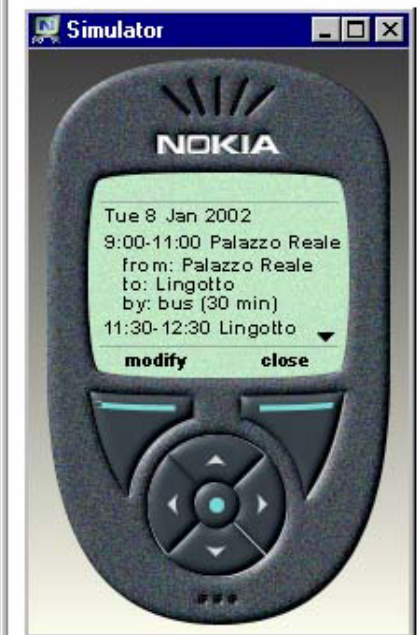 Simulator
NOKIA
Tue 8 Jan 2002
9:00-11:00 Palazzo Reale
from: Palazzo Reale
to: Lingotto
by: bus (30 min)
11:30-12:30 Lingotto
modify close